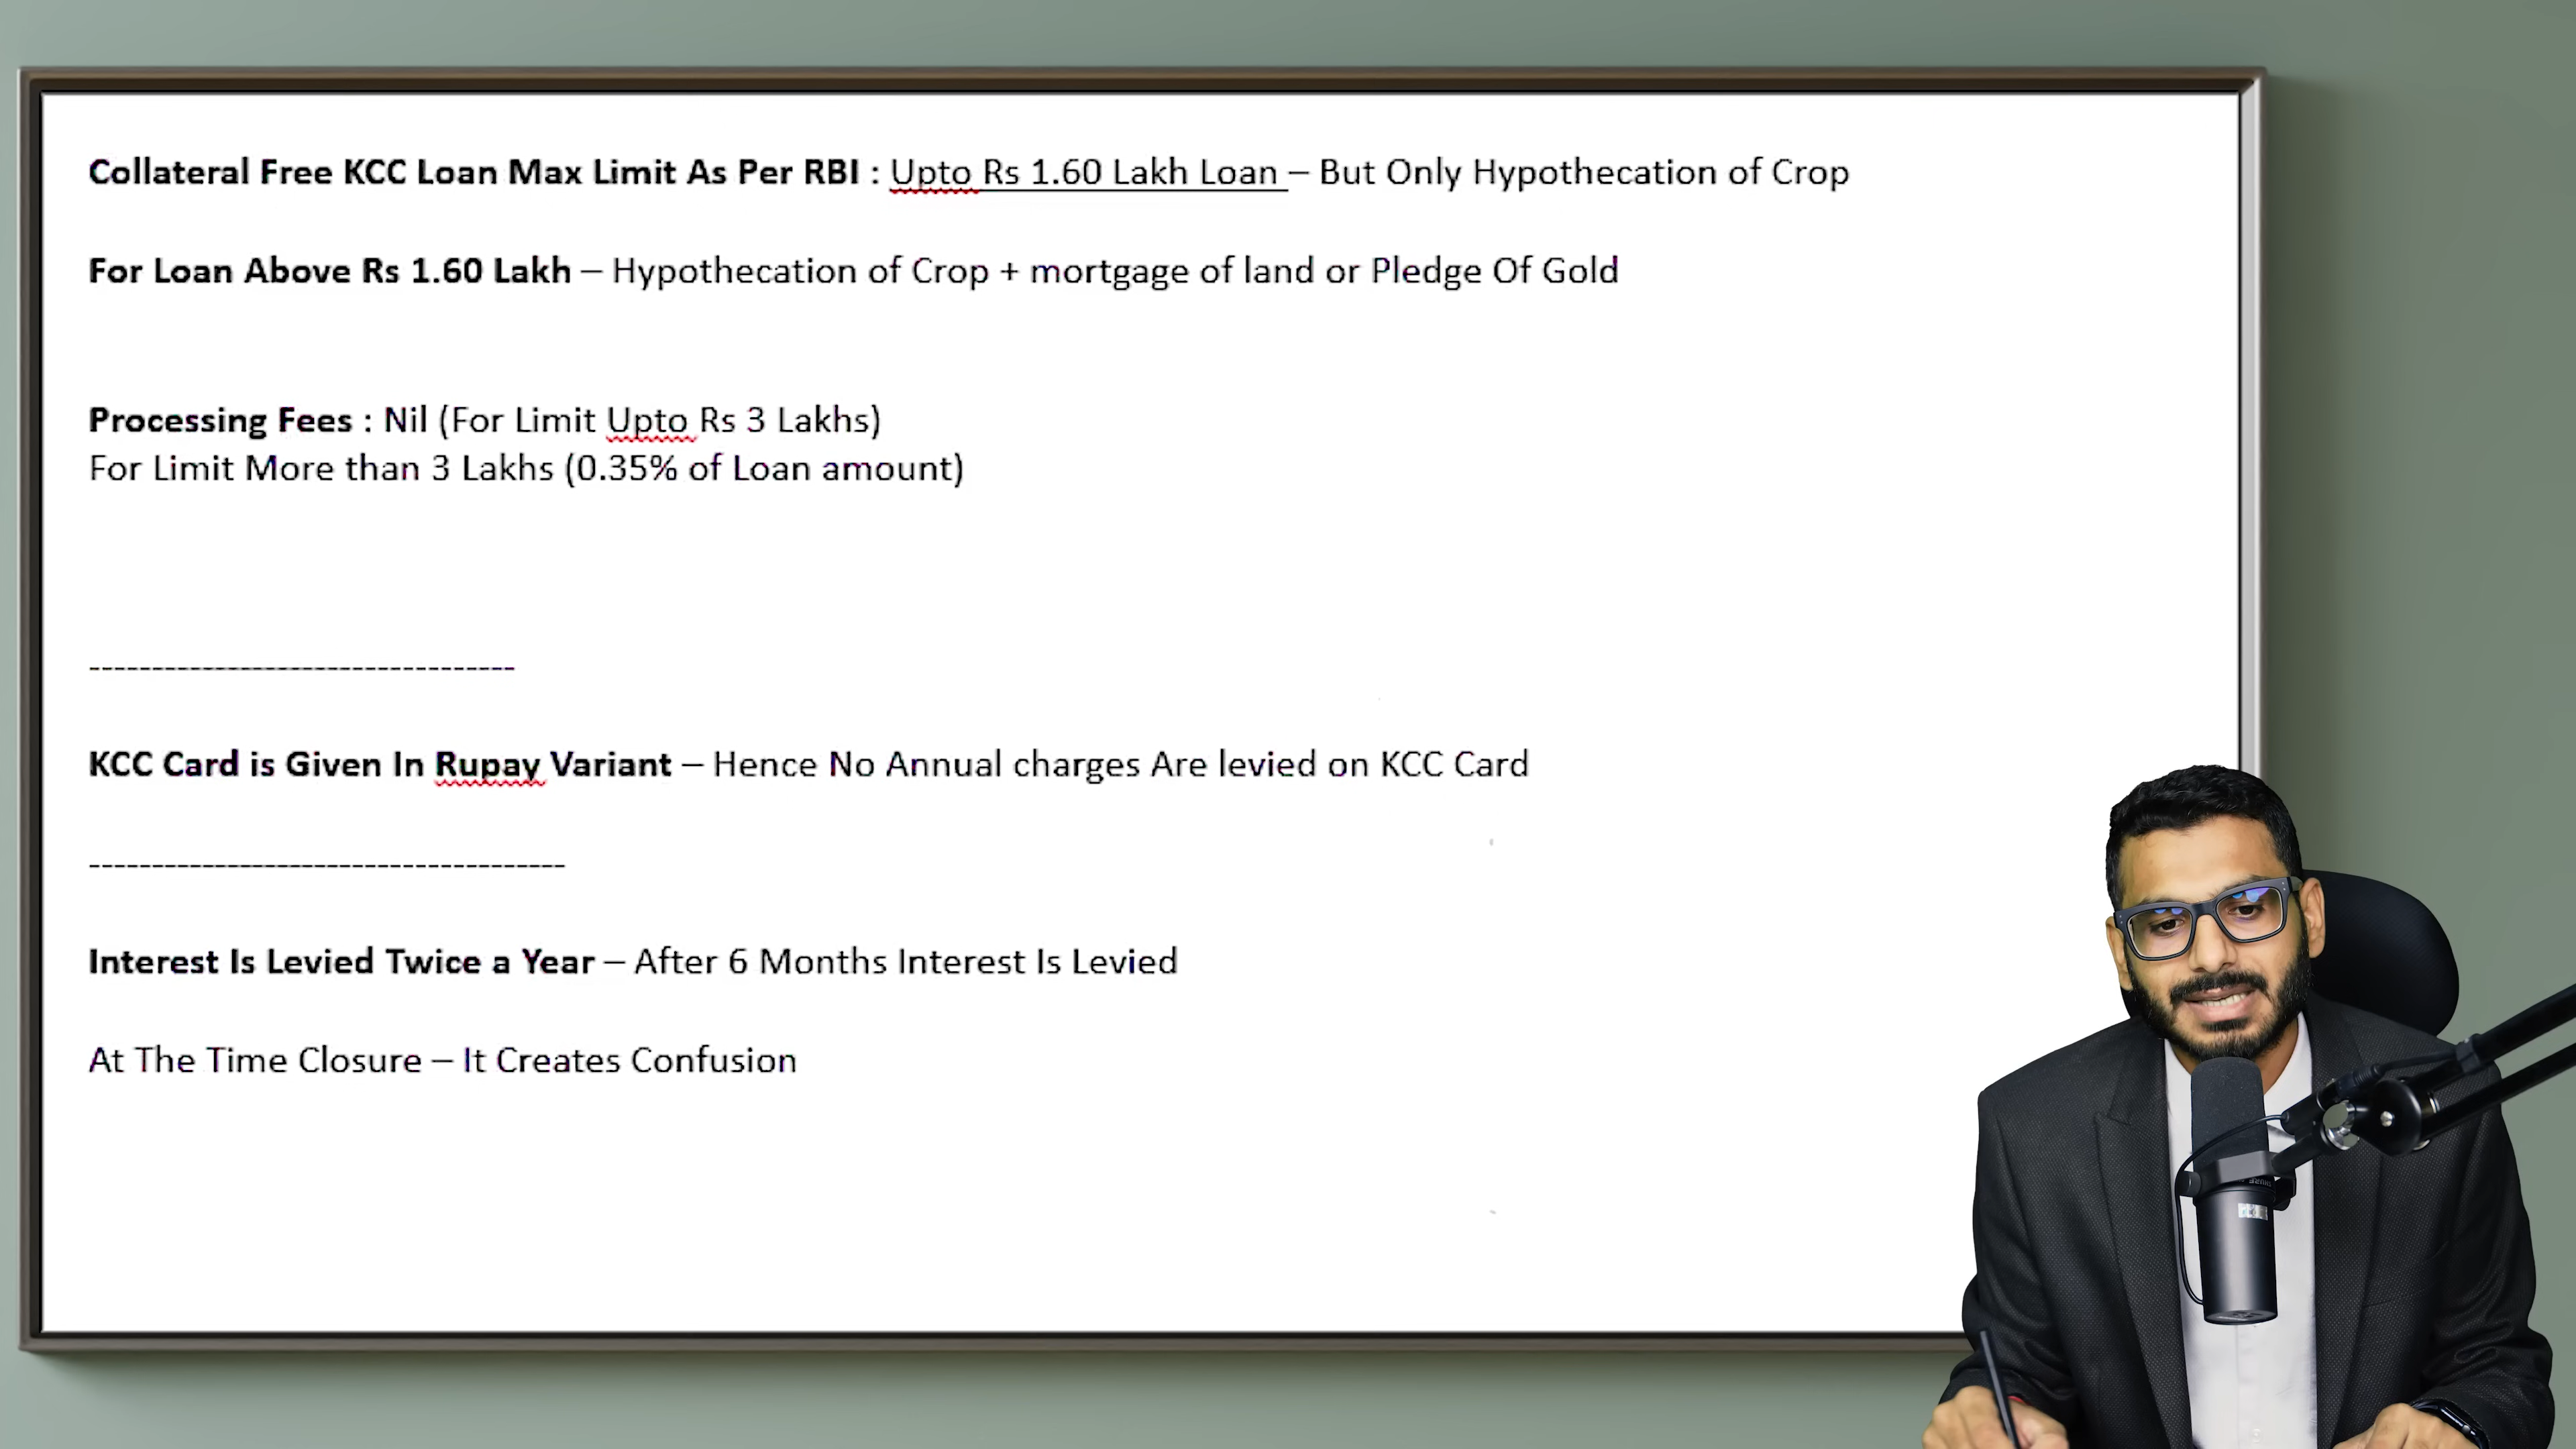 Collateral Free KCC Loan Max Limit As Per RBI : Upto Rs 1.60 Lakh Loan – But Only Hypothecation of Crop
For Loan Above Rs 1.60 Lakh – Hypothecation of Crop + mortgage of land or Pledge Of Gold
Processing Fees : Nil (For Limit Upto Rs 3 Lakhs)
For Limit More than 3 Lakhs (0.35% of Loan amount)
----------------------------------
KCC Card is Given In Rupay Variant – Hence No Annual charges Are levied on KCC Card
--------------------------------------
Interest Is Levied Twice a Year – After 6 Months Interest Is Levied
At The Time Closure – It Creates Confusion